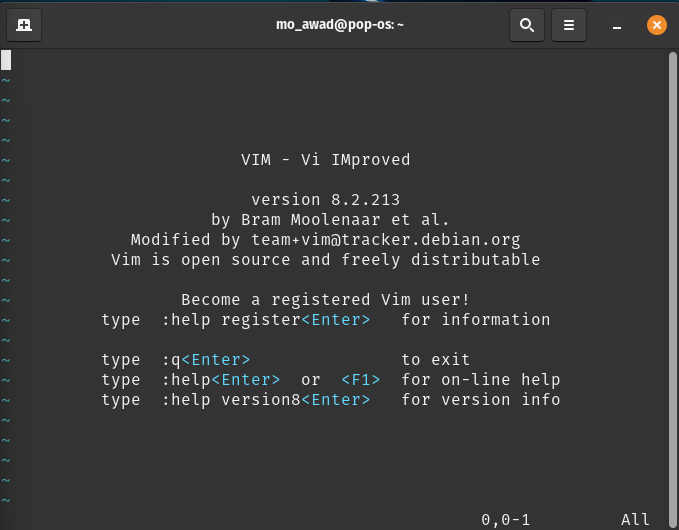 mo_awad@pop-os: ~
~
~
~
~
~ VIM - Vi IMproved
~
~ version 8.2.213
~ by Bram Moolenaar et al.
~ Modified by team+vim@tracker.debian.org
~ Vim is open source and freely distributable
~
~ Become a registered Vim user!
~ type  :help register<Enter>   for information
~
~ type  :q<Enter>               to exit
~ type  :help<Enter>  or  <F1>  for on-line help
~ type  :help version8<Enter>   for version info
~
~
~
~
~
0,0-1         All